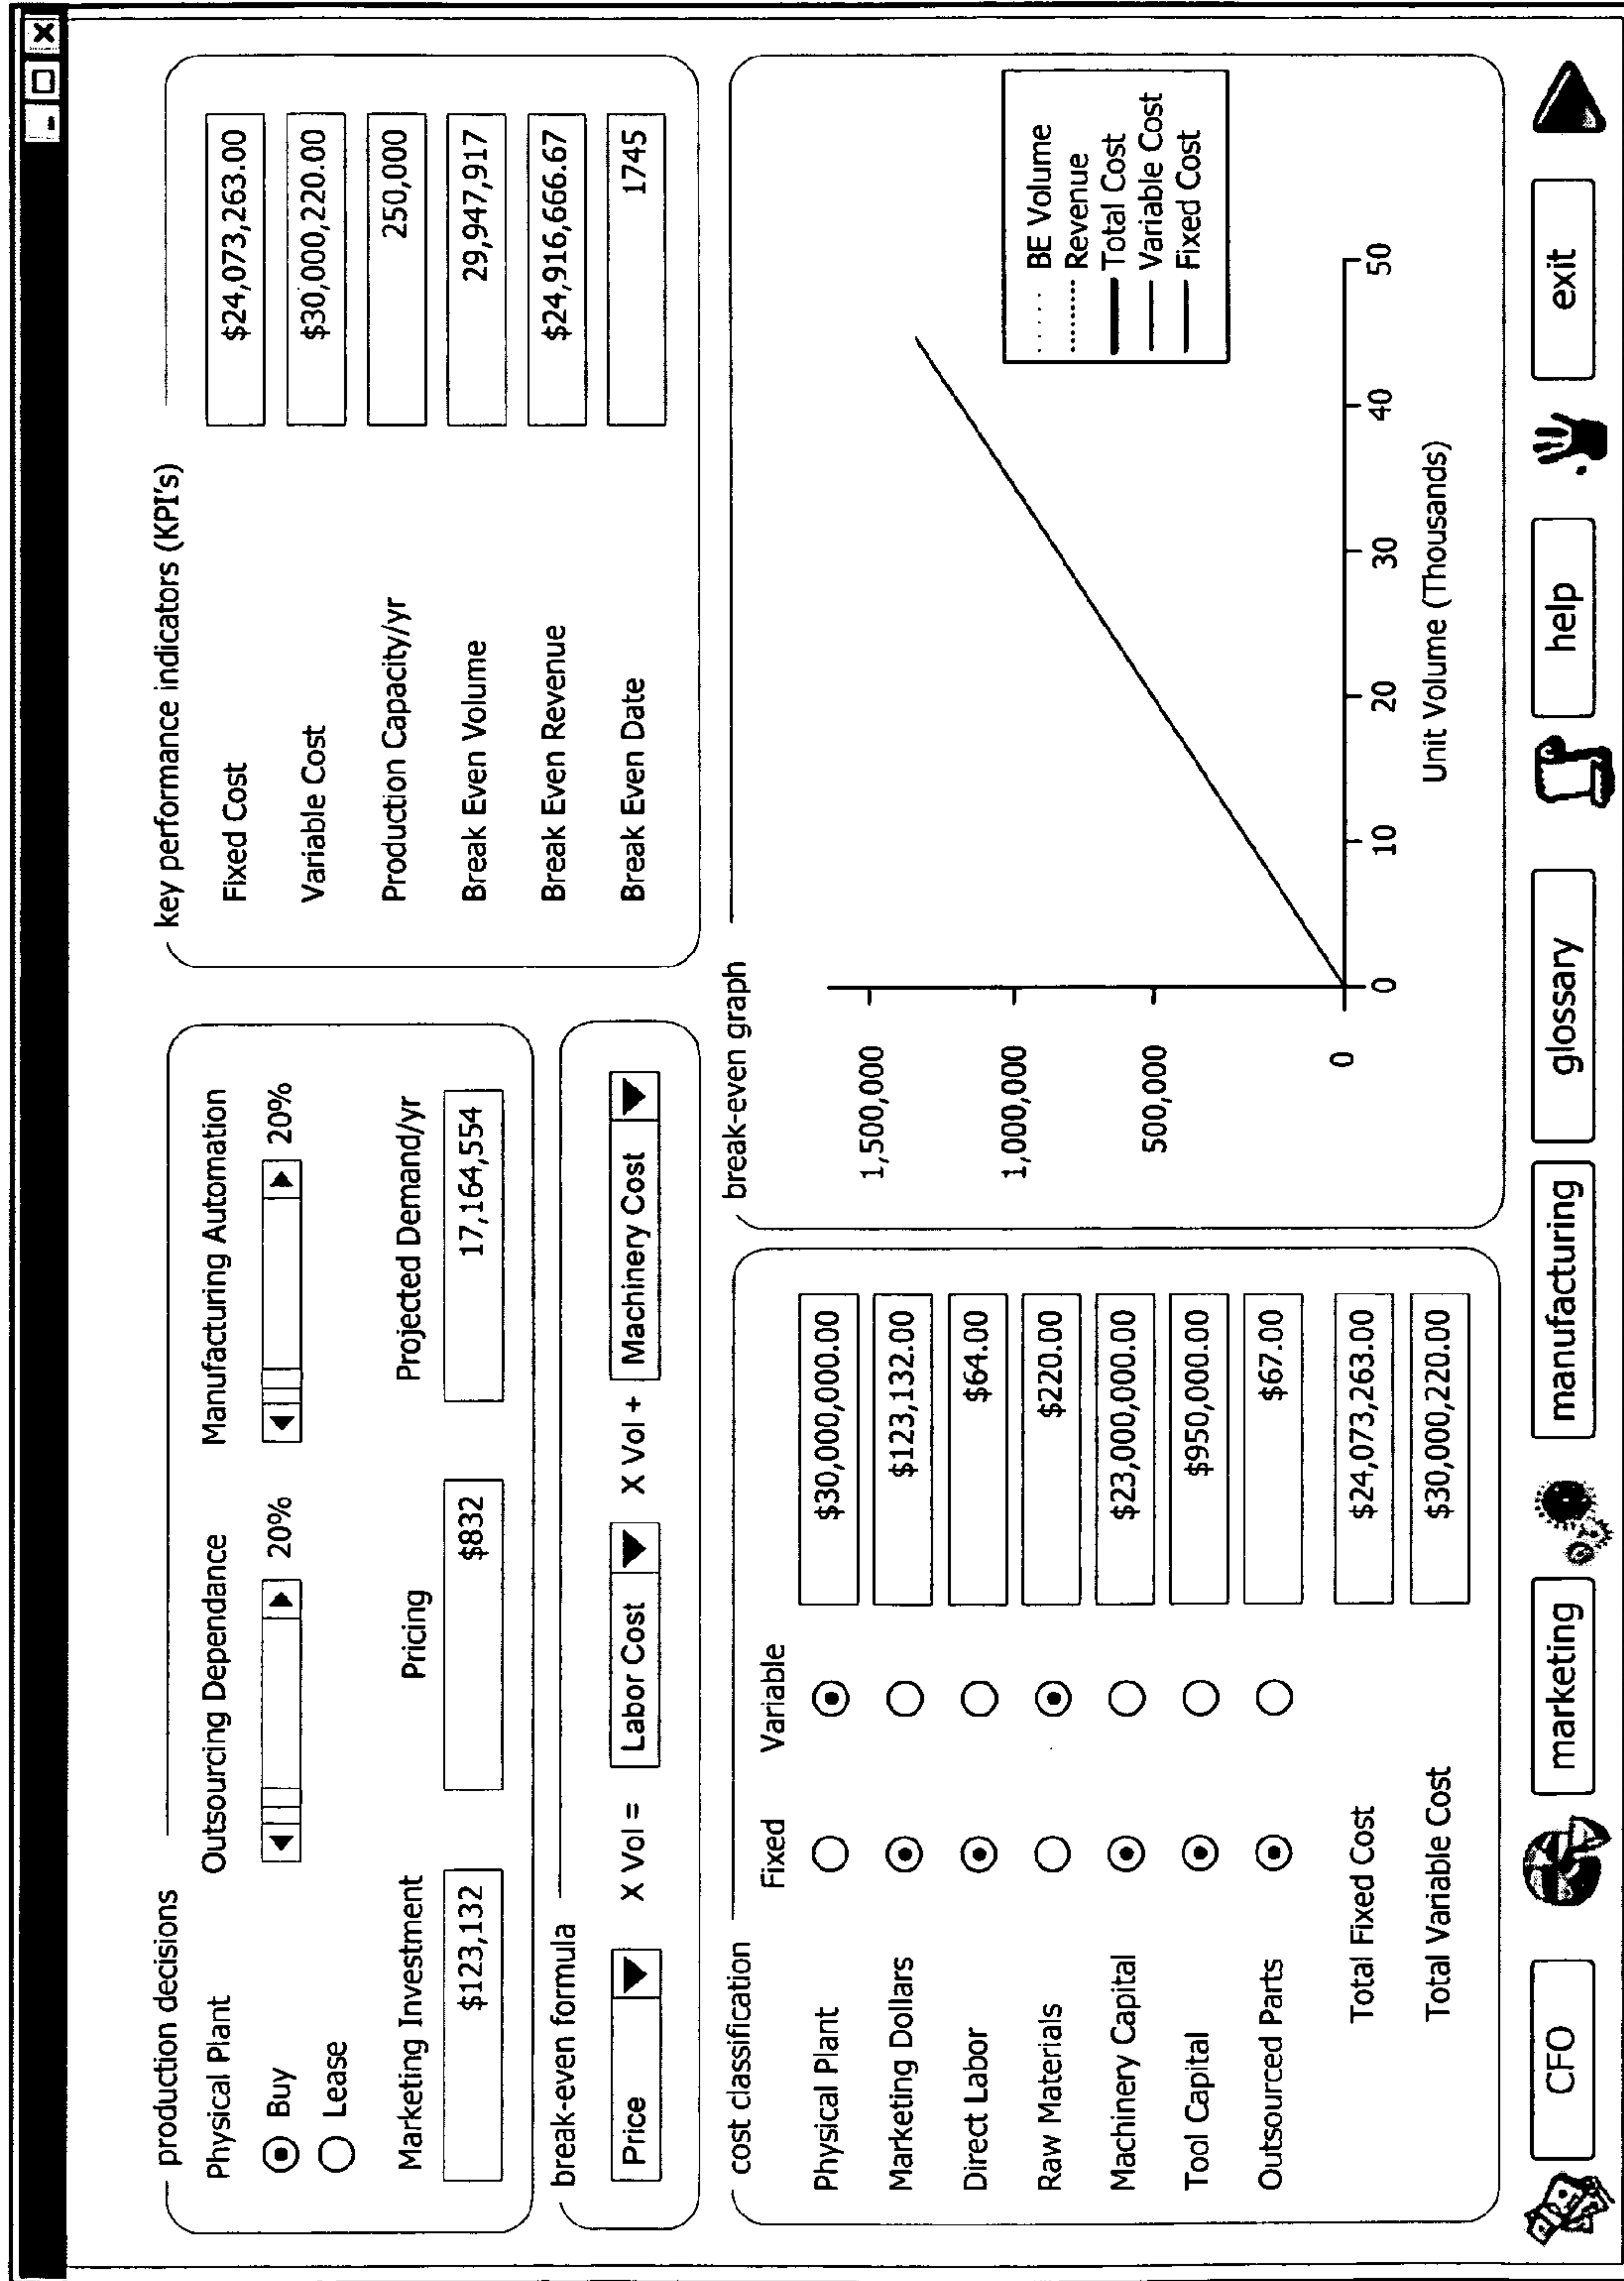 production decisions
Physical Plant
Outsourcing Dependance
Manufacturing Automation
Buy
20%
20%
Lease
Marketing Investment
Pricing
Projected Demand/yr
$123,132
$832
17,164,554
break-even formula
Price X Vol = Labor Cost X Vol + Machinery Cost
key performance indicators (KPI's)
Fixed Cost $24,073,263.00
Variable Cost $30,000,220.00
Production Capacity/yr 250,000
Break Even Volume 29,947,917
Break Even Revenue $24,916,666.67
Break Even Date 1745
cost classification
Fixed Variable
Physical Plant $30,000,000.00
Marketing Dollars $123,132.00
Direct Labor $64.00
Raw Materials $220.00
Machinery Capital $23,000,000.00
Tool Capital $950,000.00
Outsourced Parts $67.00
Total Fixed Cost $24,073,263.00
Total Variable Cost $30,000,220.00
break-even graph
1,500,000
1,000,000
500,000
0
0 10 20 30 40 50
Unit Volume (Thousands)
BE Volume
Revenue
Total Cost
Variable Cost
Fixed Cost
CFO
marketing
manufacturing
glossary
help
exit